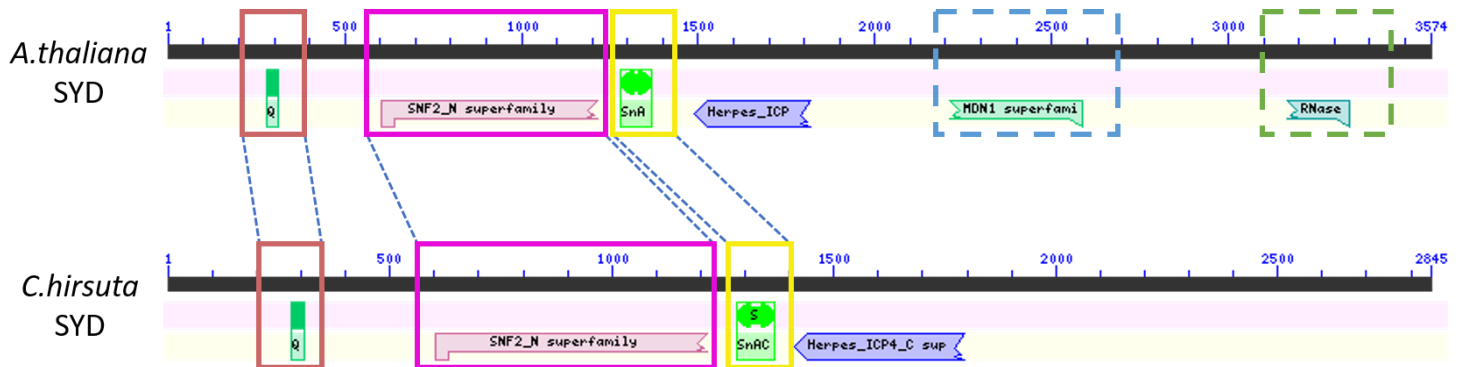 1 500 1000 1500 2000 2500 3000 3574
A.thaliana
SYD
Q SNF2_N superfamily SnA Herpes_ICP MDN1 superfami RNase
1 500 1000 1500 2000 2500 2845
C.hirsuta
SYD
S
Q SNF2_N superfamily SnAC Herpes_ICP4_C sup